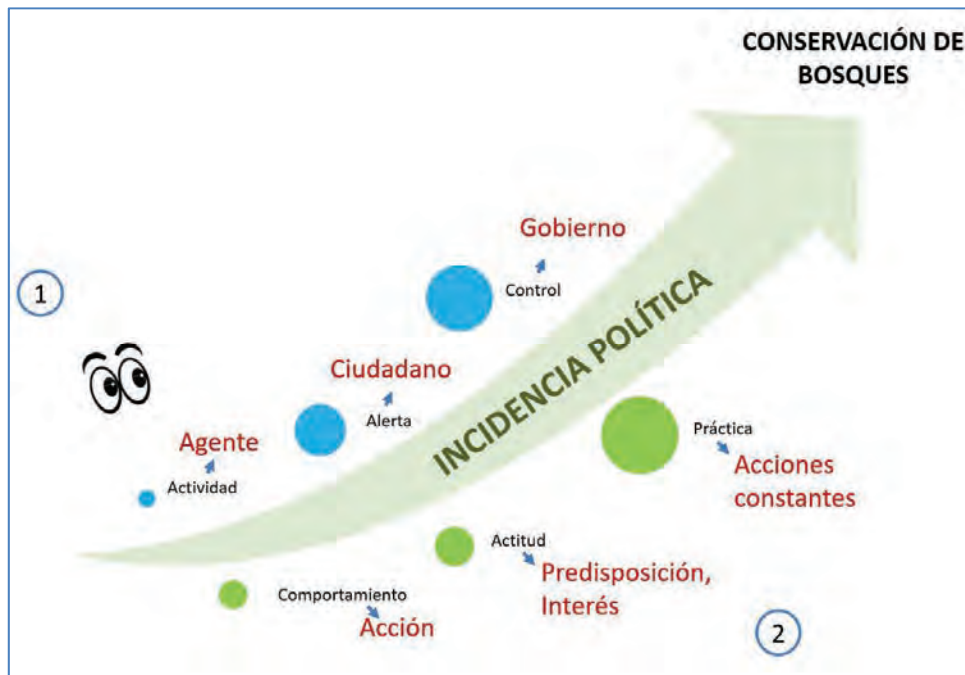 CONSERVACIÓN DE
BOSQUES
Gobierno
Control
1
INCIDENCIA POLÍTICA
Ciudadano
Alerta
Agente
Actividad
Práctica
Acciones
constantes
Actitud
Predisposición,
Interés
Comportamiento
Acción
2